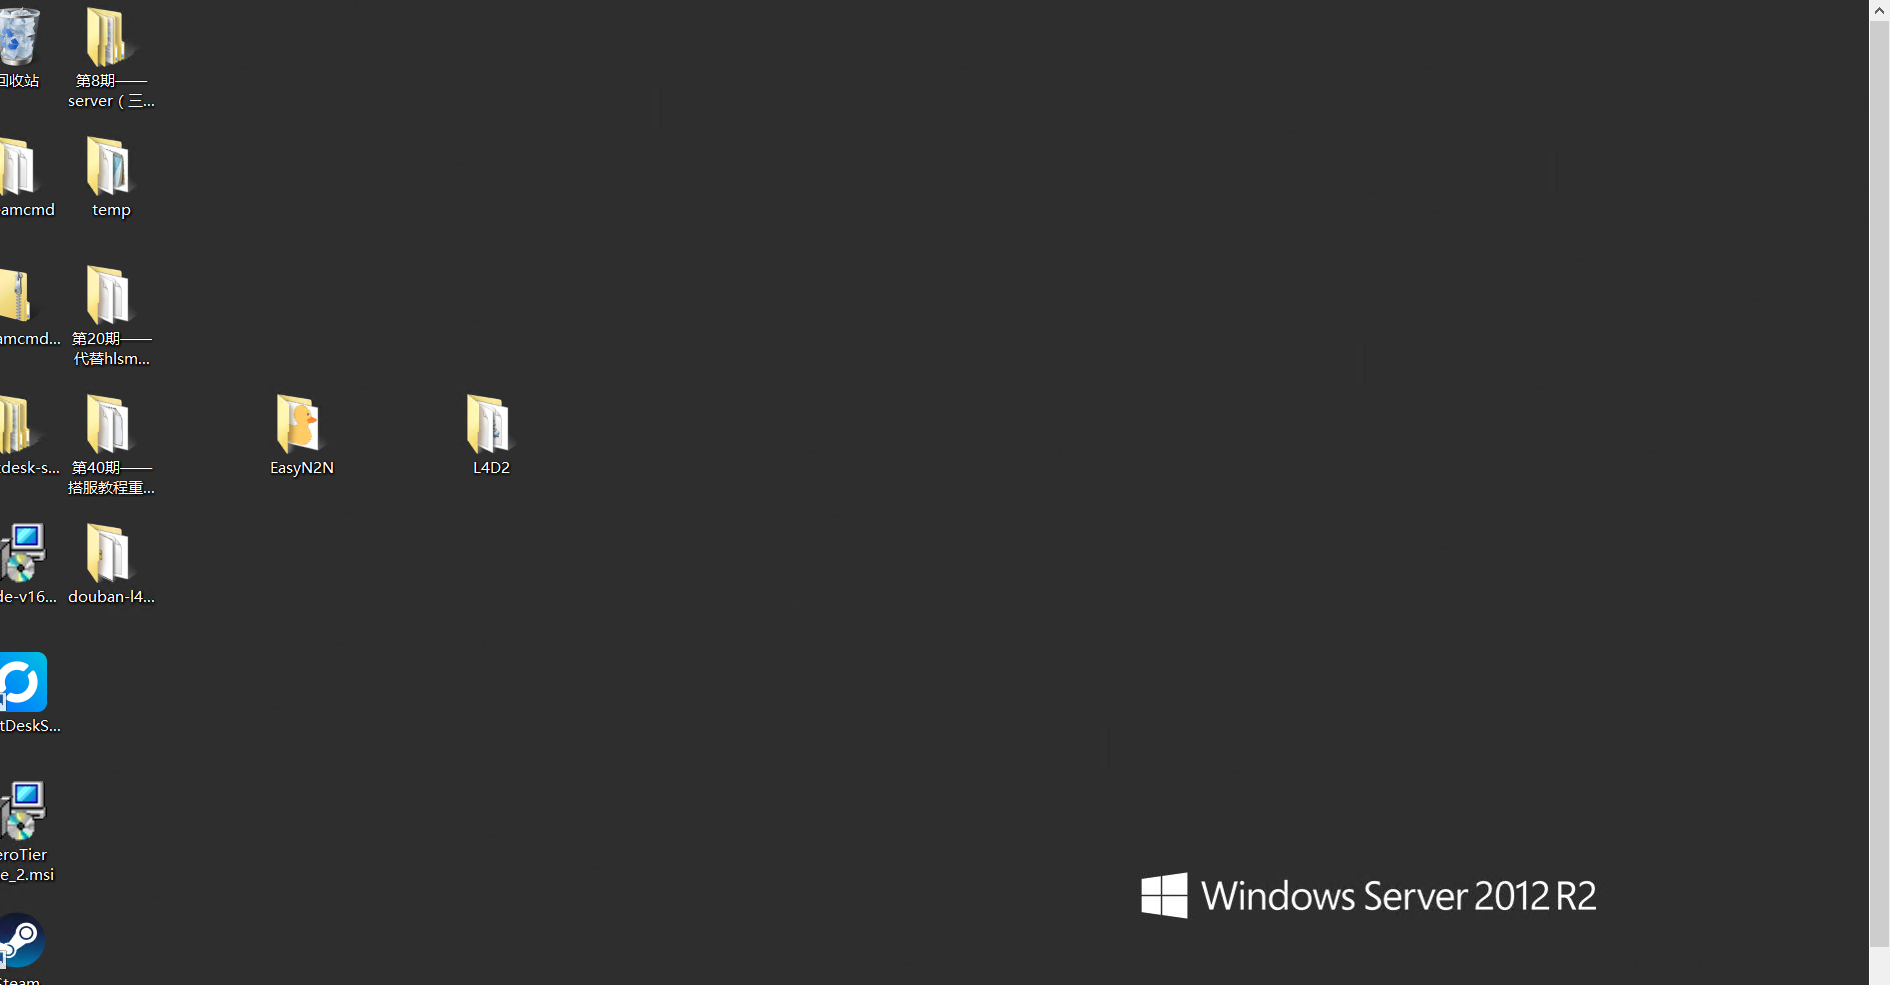 回收站
第8期——
server（三...
amcmd
temp
amcmd...
第20期——
代替hlsm...
desk-s...
第40期——
搭服教程重...
EasyN2N
L4D2
de-v16...
douban-l4...
tDeskS...
eroTier
e_2.msi
Windows Server 2012 R2
Steam